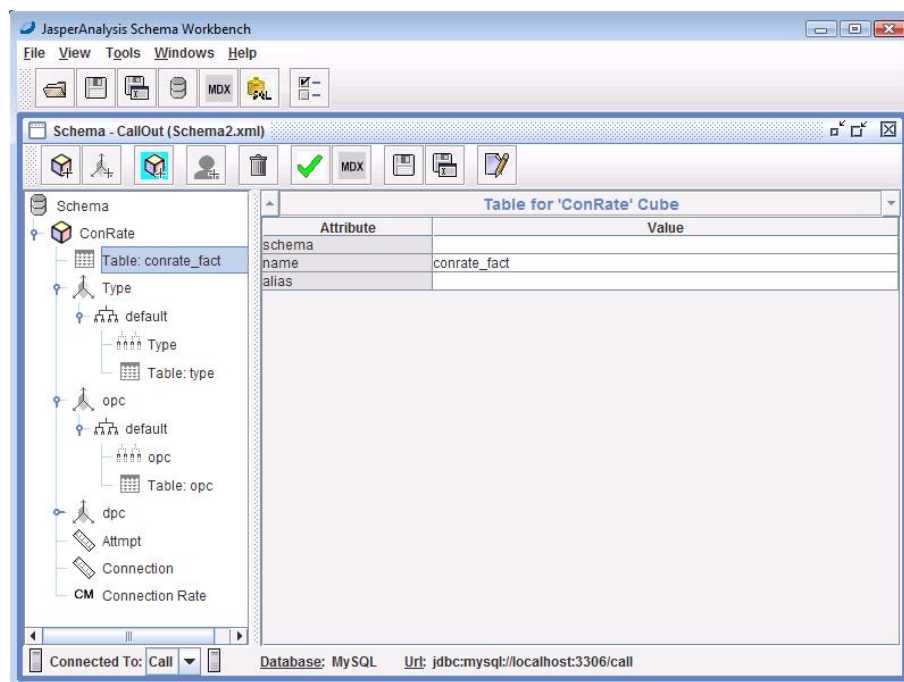 JasperAnalysis Schema Workbench
File View Tools Windows Help
MDX SQL
Schema - CallOut (Schema2.xml)
MDX
Schema
ConRate
Table: conrate_fact
Type
default
Type
Table: type
opc
default
opc
Table: opc
dpc
Attmpt
Connection
CM Connection Rate
Table for 'ConRate' Cube
Attribute Value
schema
name conrate_fact
alias
Connected To: Call Database: MySQL Url: jdbc:mysql://localhost:3306/call